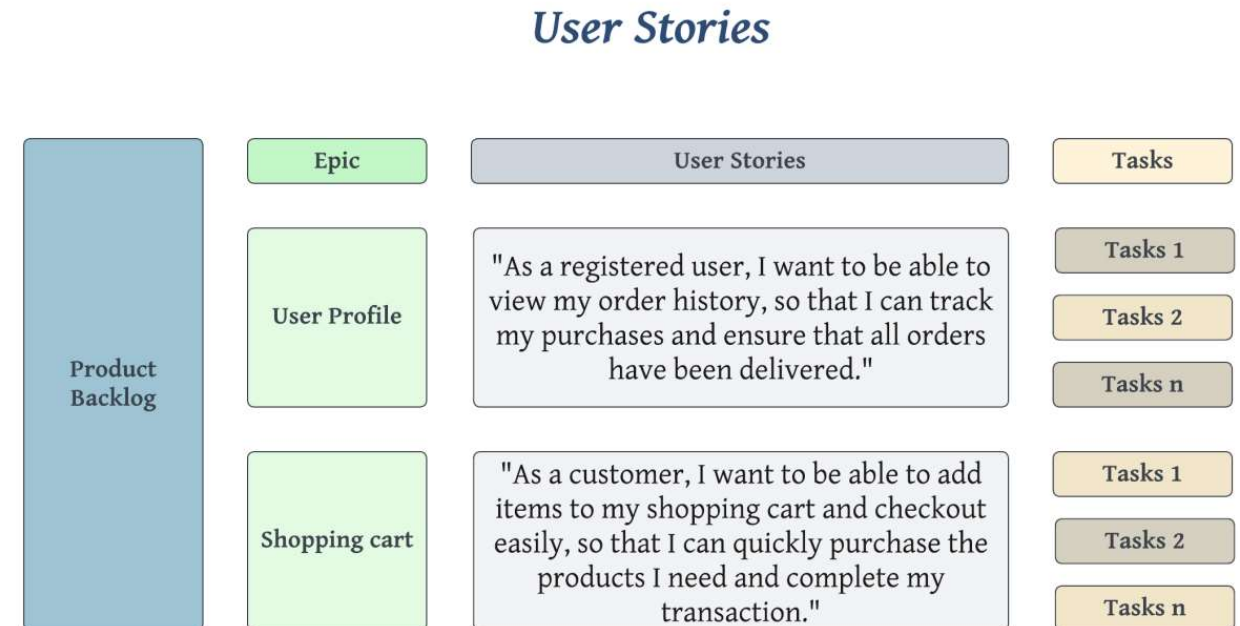 User Stories
Epic
User Stories
Tasks
Product
Backlog
User Profile
"As a registered user, I want to be able to
view my order history, so that I can track
my purchases and ensure that all orders
have been delivered."
Tasks 1
Tasks 2
Tasks n
Shopping cart
"As a customer, I want to be able to add
items to my shopping cart and checkout
easily, so that I can quickly purchase the
products I need and complete my
transaction."
Tasks 1
Tasks 2
Tasks n